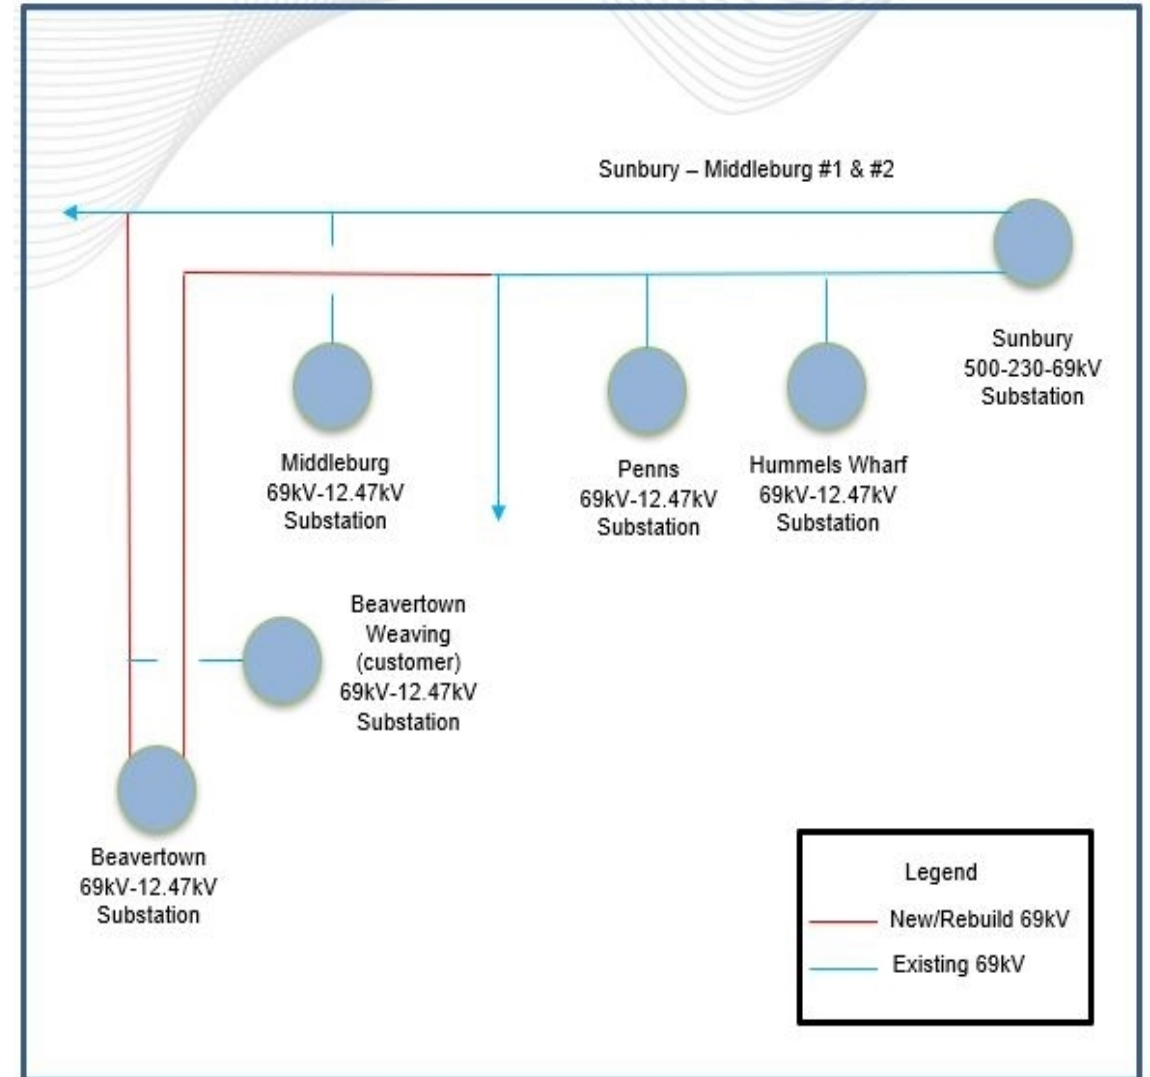 Sunbury – Middleburg #1 & #2
Sunbury
500-230-69kV
Substation
Middleburg
69kV-12.47kV
Substation
Penns
69kV-12.47kV
Substation
Hummels Wharf
69kV-12.47kV
Substation
Beavertown
Weaving
(customer)
69kV-12.47kV
Substation
Beavertown
69kV-12.47kV
Substation
Legend
New/Rebuild 69kV
Existing 69kV